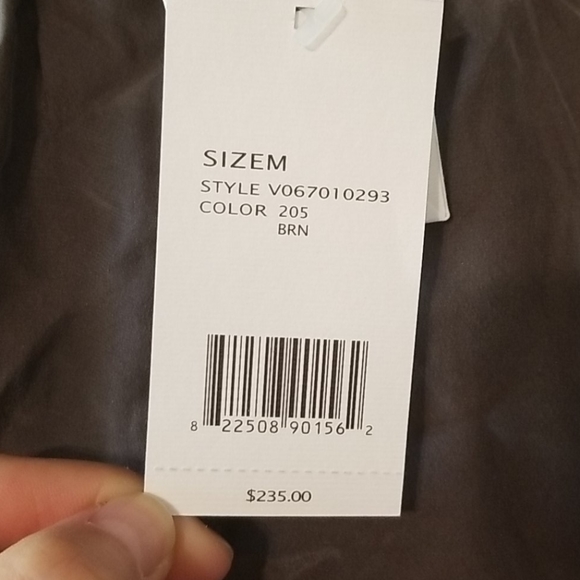 SIZEM
STYLE V067010293
COLOR 205
BRN
8 22508 90156 2
$235.00